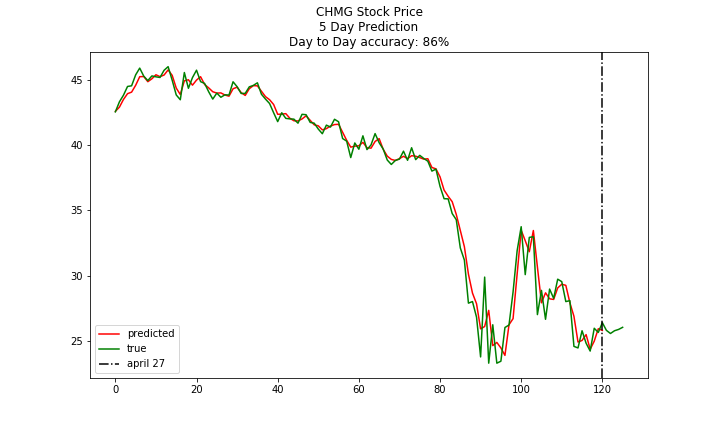 CHMG Stock Price
5 Day Prediction
Day to Day accuracy: 86%
45
40
35
30
25
predicted
true
april 27
0 20 40 60 80 100 120